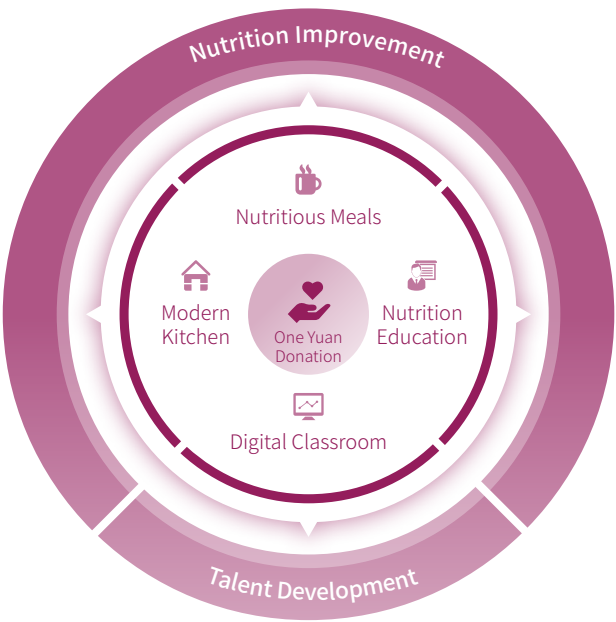 Nutrition Improvement
Nutritious Meals
Modern
Kitchen
One Yuan
Donation
Nutrition
Education
Digital Classroom
Talent Development